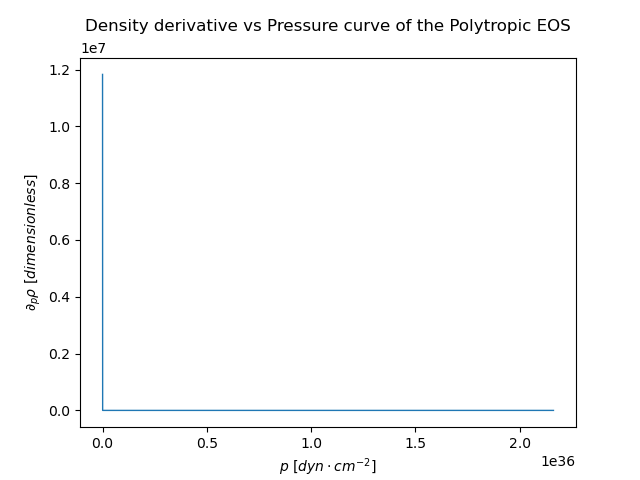 Density derivative vs Pressure curve of the Polytropic EOS
1e7
1.2
1.0
0.8
0.6
0.4
0.2
0.0
∂ₚρ [dimensionless]
0.0 0.5 1.0 1.5 2.0
1e36
p [dyn · cm⁻²]